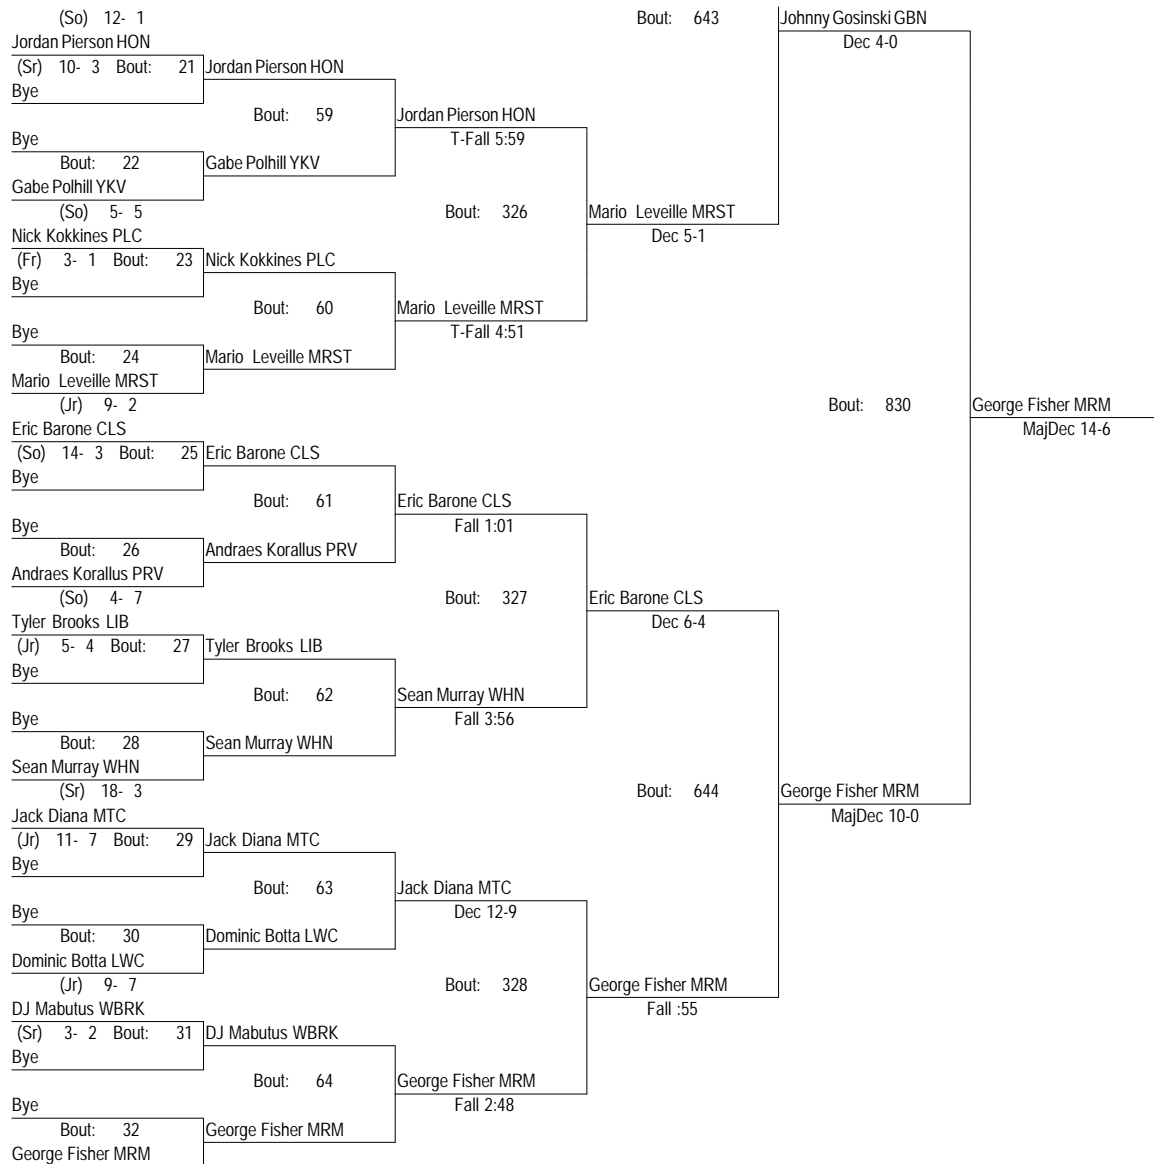 (So) 12- 1
Bout: 643
Johnny Gosinski GBN
Jordan Pierson HON
Dec 4-0
(Sr) 10- 3 Bout: 21 Jordan Pierson HON
Bye
Bout: 59
Jordan Pierson HON
Bye
T-Fall 5:59
Bout: 22
Gabe Polhill YKV
Gabe Polhill YKV
(So) 5- 5
Bout: 326
Mario Leveille MRST
Nick Kokkines PLC
Dec 5-1
(Fr) 3- 1 Bout: 23 Nick Kokkines PLC
Bye
Bout: 60
Mario Leveille MRST
Bye
T-Fall 4:51
Bout: 24
Mario Leveille MRST
Mario Leveille MRST
(Jr) 9- 2
Bout: 830
George Fisher MRM
Eric Barone CLS
MajDec 14-6
(So) 14- 3 Bout: 25 Eric Barone CLS
Bye
Bout: 61
Eric Barone CLS
Bye
Fall 1:01
Bout: 26
Andraes Korallus PRV
Andraes Korallus PRV
(So) 4- 7
Bout: 327
Eric Barone CLS
Tyler Brooks LIB
Dec 6-4
(Jr) 5- 4 Bout: 27 Tyler Brooks LIB
Bye
Bout: 62
Sean Murray WHN
Bye
Fall 3:56
Bout: 28
Sean Murray WHN
Sean Murray WHN
(Sr) 18- 3
Bout: 644
George Fisher MRM
Jack Diana MTC
MajDec 10-0
(Jr) 11- 7 Bout: 29 Jack Diana MTC
Bye
Bout: 63
Jack Diana MTC
Bye
Dec 12-9
Bout: 30
Dominic Botta LWC
Dominic Botta LWC
(Jr) 9- 7
Bout: 328
George Fisher MRM
DJ Mabutus WBRK
Fall :55
(Sr) 3- 2 Bout: 31 DJ Mabutus WBRK
Bye
Bout: 64
George Fisher MRM
Bye
Fall 2:48
Bout: 32
George Fisher MRM
George Fisher MRM